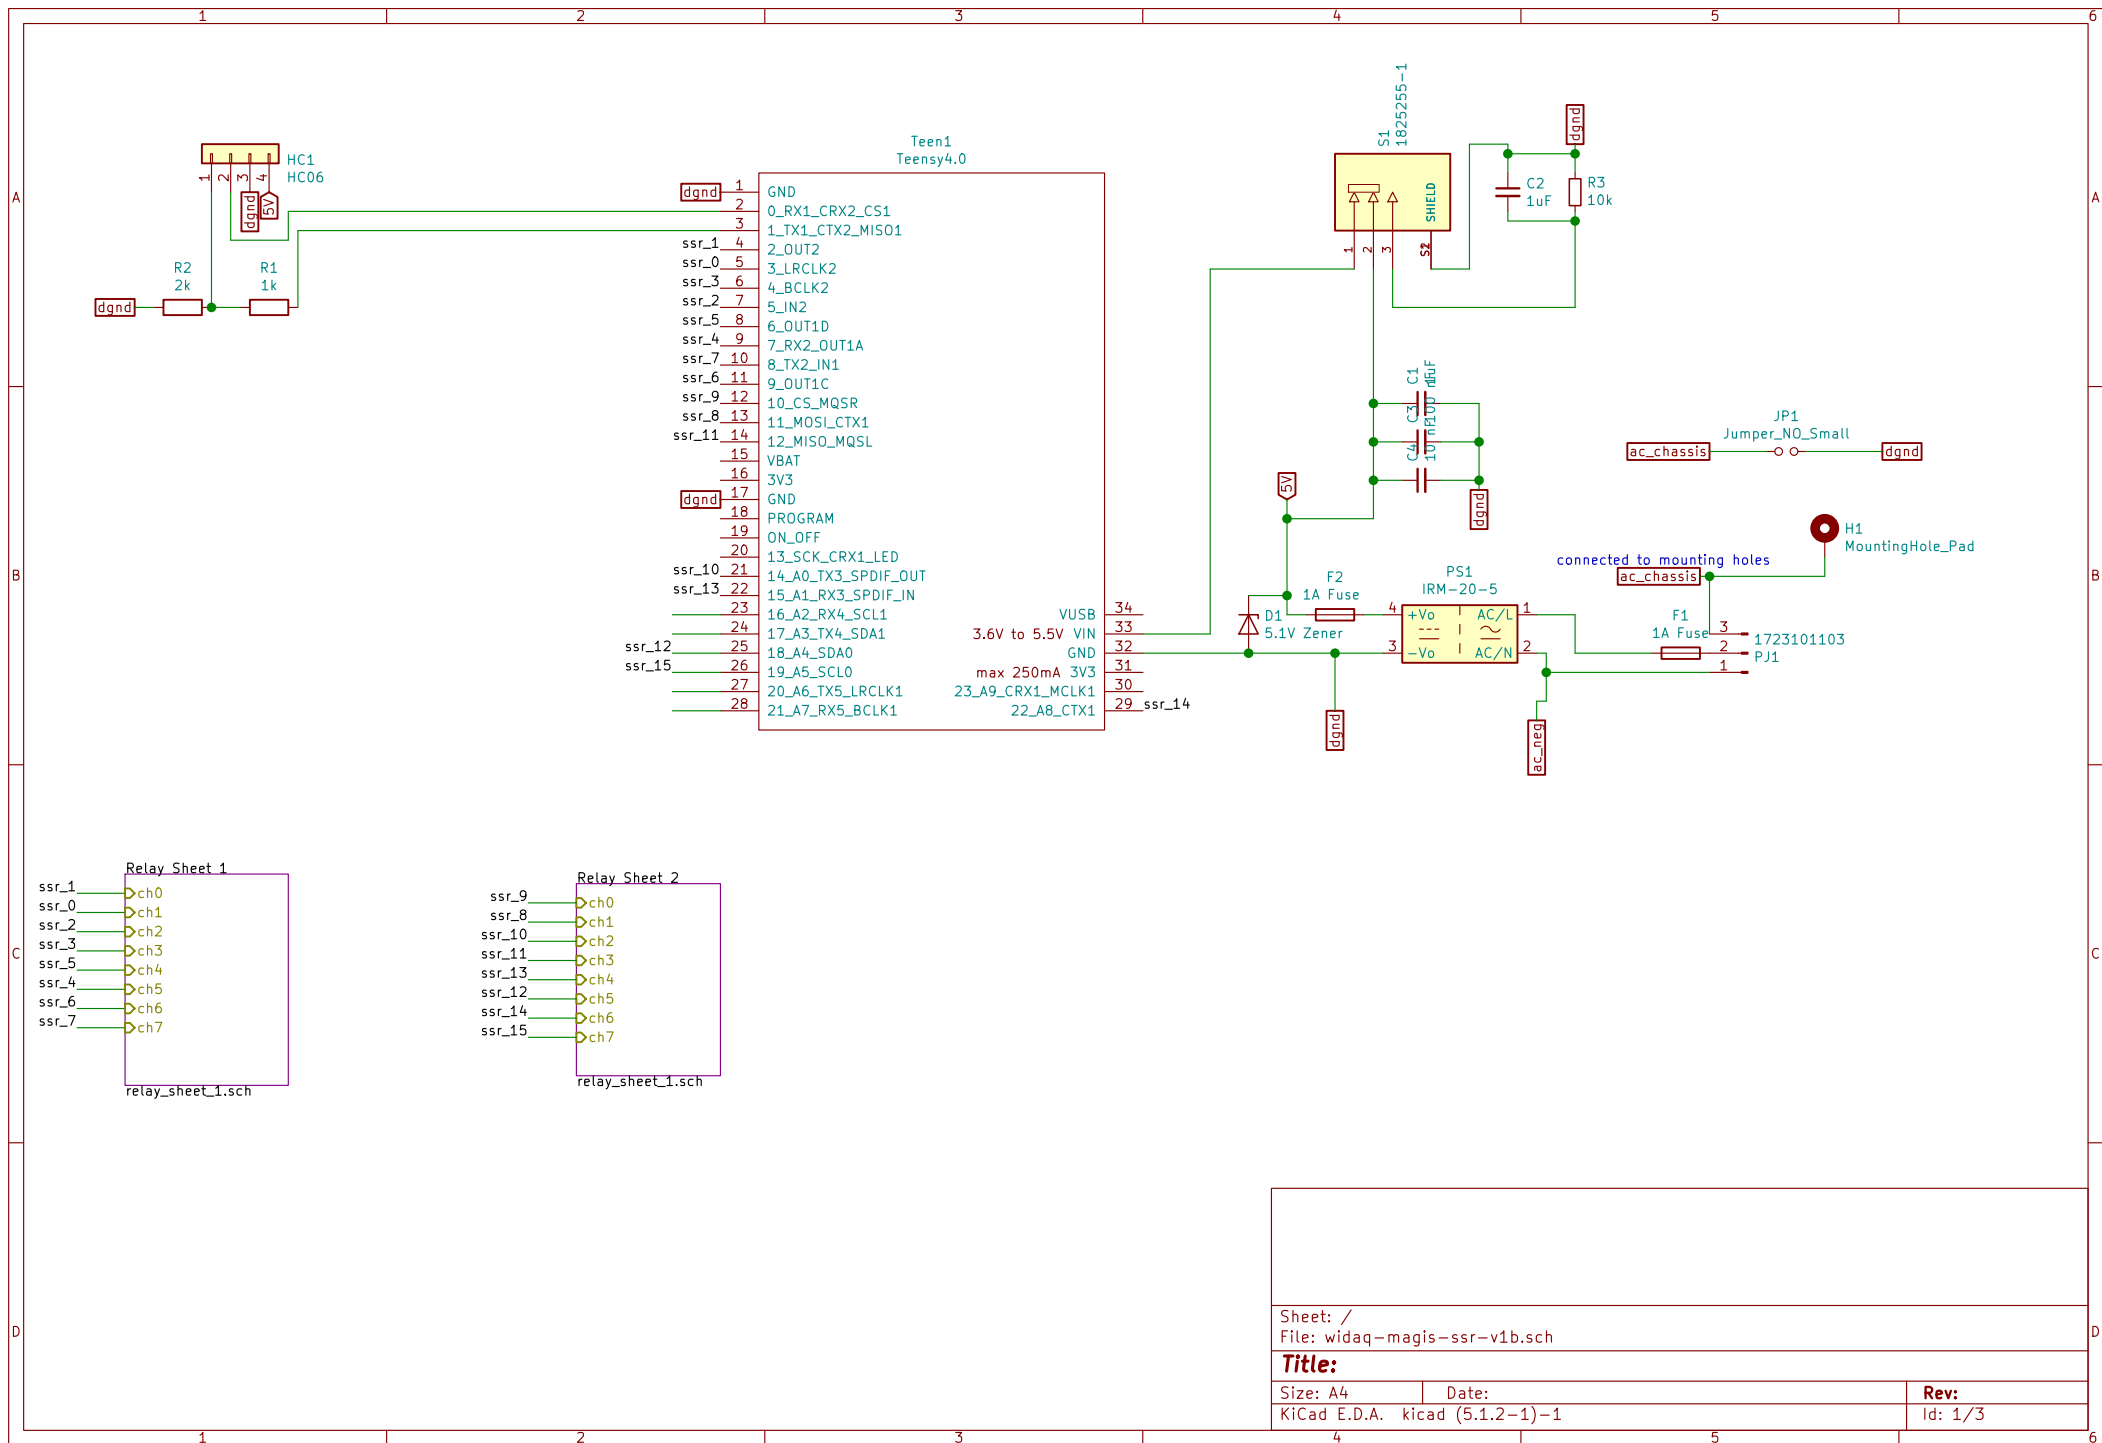 1 2 3 4 5 6
A
B
C
D
HC1
HC06
1
2
3
4
dgnd
5V
R2
2k
R1
1k
dgnd
Teen1
Teensy4.0
dgnd 1 GND
2 0_RX1_CRX2_CS1
3 1_TX1_CTX2_MISO1
ssr_1 4 2_OUT2
ssr_0 5 3_LRCLK2
ssr_3 6 4_BCLK2
ssr_2 7 5_IN2
ssr_5 8 6_OUT1D
ssr_4 9 7_RX2_OUT1A
ssr_7 10 8_TX2_IN1
ssr_6 11 9_OUT1C
ssr_9 12 10_CS_MQSR
ssr_8 13 11_MOSI_CTX1
ssr_11 14 12_MISO_MQSL
15 VBAT
16 3V3
dgnd 17 GND
18 PROGRAM
19 ON_OFF
20 13_SCK_CRX1_LED
ssr_10 21 14_A0_TX3_SPDIF_OUT
ssr_13 22 15_A1_RX3_SPDIF_IN
23 16_A2_RX4_SCL1
24 17_A3_TX4_SDA1
ssr_12 25 18_A4_SDA0
ssr_15 26 19_A5_SCL0
27 20_A6_TX5_LRCLK1
28 21_A7_RX5_BCLK1
VUSB 34
3.6V to 5.5V VIN 33
GND 32
max 250mA 3V3 31
23_A9_CRX1_MCLK1 30
22_A8_CTX1 29 ssr_14
S1
1825255-1
SHIELD
1
2
3
dgnd
C2
1uF
R3
10k
C1
C3
C4
dgnd
5V
D1
5.1V Zener
F2
1A Fuse
dgnd
PS1
IRM-20-5
4 +Vo AC/L 1
3 -Vo AC/N 2
ac_neg
JP1
Jumper_NO_Small
ac_chassis
dgnd
H1
MountingHole_Pad
connected to mounting holes
ac_chassis
F1
1A Fuse
3
2
1
1723101103
PJ1
Relay Sheet 1
ssr_1 ch0
ssr_0 ch1
ssr_2 ch2
ssr_3 ch3
ssr_5 ch4
ssr_4 ch5
ssr_6 ch6
ssr_7 ch7
relay_sheet_1.sch
Relay Sheet 2
ssr_9 ch0
ssr_8 ch1
ssr_10 ch2
ssr_11 ch3
ssr_13 ch4
ssr_12 ch5
ssr_14 ch6
ssr_15 ch7
relay_sheet_1.sch
Sheet: /
File: widaq-magis-ssr-v1b.sch
Title:
Size: A4 Date: Rev:
KiCad E.D.A. kicad (5.1.2-1)-1 Id: 1/3
A
B
C
D
1 2 3 4 5 6